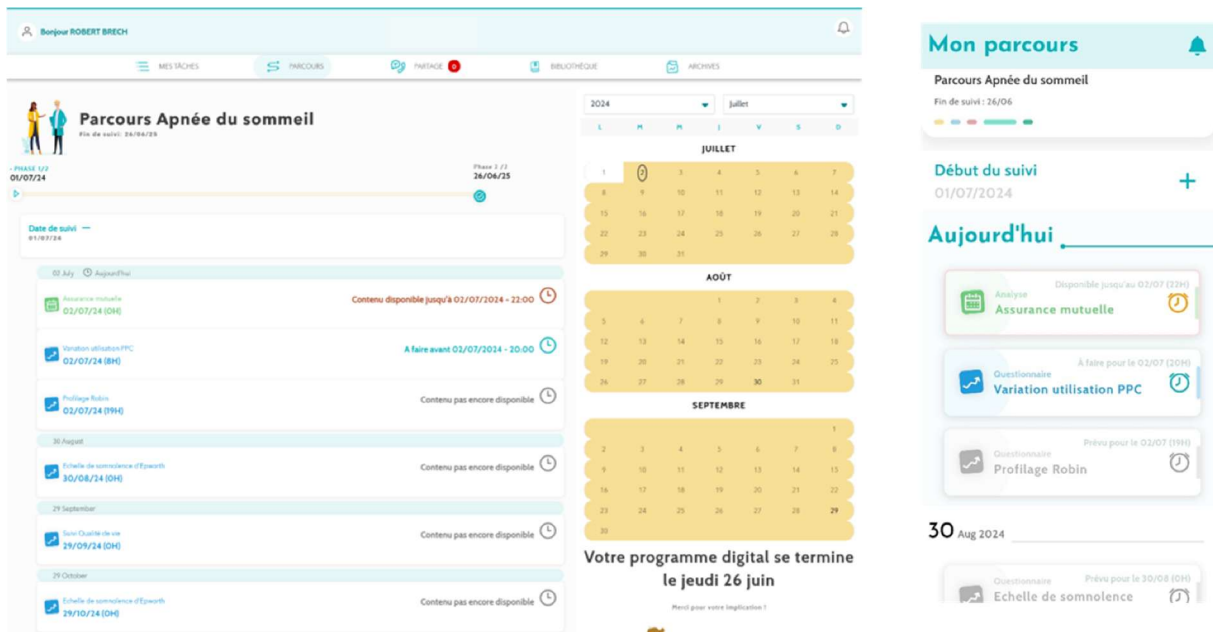 Bonjour ROBERT BRECH
MES TÂCHES
PARCOURS
PARTAGE 0
BIBLIOTHÈQUE
ARCHIVES
Parcours Apnée du sommeil
Fin de suivi: 26/06/25
- PHASE 1/2
01/07/24
Phase 2 /2
26/06/25
Date de suivi —
01/07/24
02 July Aujourd'hui
Assurance mutuelle
02/07/24 (0H)
Contenu disponible jusqu'à 02/07/2024 - 22:00
Variation utilisation PPC
02/07/24 (8H)
A faire avant 02/07/2024 - 20:00
Profilage Robin
02/07/24 (19H)
Contenu pas encore disponible
30 August
Echelle de somnolence d'Epworth
30/08/24 (0H)
Contenu pas encore disponible
29 September
Suivi Qualité de vie
29/09/24 (0H)
Contenu pas encore disponible
29 October
Echelle de somnolence d'Epworth
29/10/24 (0H)
Contenu pas encore disponible
2024
Juillet
L M M J V S D
JUILLET
1 2 3 4 5 6 7
8 9 10 11 12 13 14
15 16 17 18 19 20 21
22 23 24 25 26 27 28
29 30 31
AOÛT
1 2 3 4
5 6 7 8 9 10 11
12 13 14 15 16 17 18
19 20 21 22 23 24 25
26 27 28 29 30 31
SEPTEMBRE
1
2 3 4 5 6 7 8
9 10 11 12 13 14 15
16 17 18 19 20 21 22
23 24 25 26 27 28 29
30
Votre programme digital se termine
le jeudi 26 juin
Merci pour votre implication !
Mon parcours
Parcours Apnée du sommeil
Fin de suivi : 26/06
Début du suivi
01/07/2024
+
Aujourd'hui
Disponible jusqu'au 02/07 (22H)
Analyse
Assurance mutuelle
À faire pour le 02/07 (20H)
Questionnaire
Variation utilisation PPC
Prévu pour le 02/07 (19H)
Questionnaire
Profilage Robin
30 Aug 2024
Prévu pour le 30/08 (0H)
Questionnaire
Echelle de somnolence